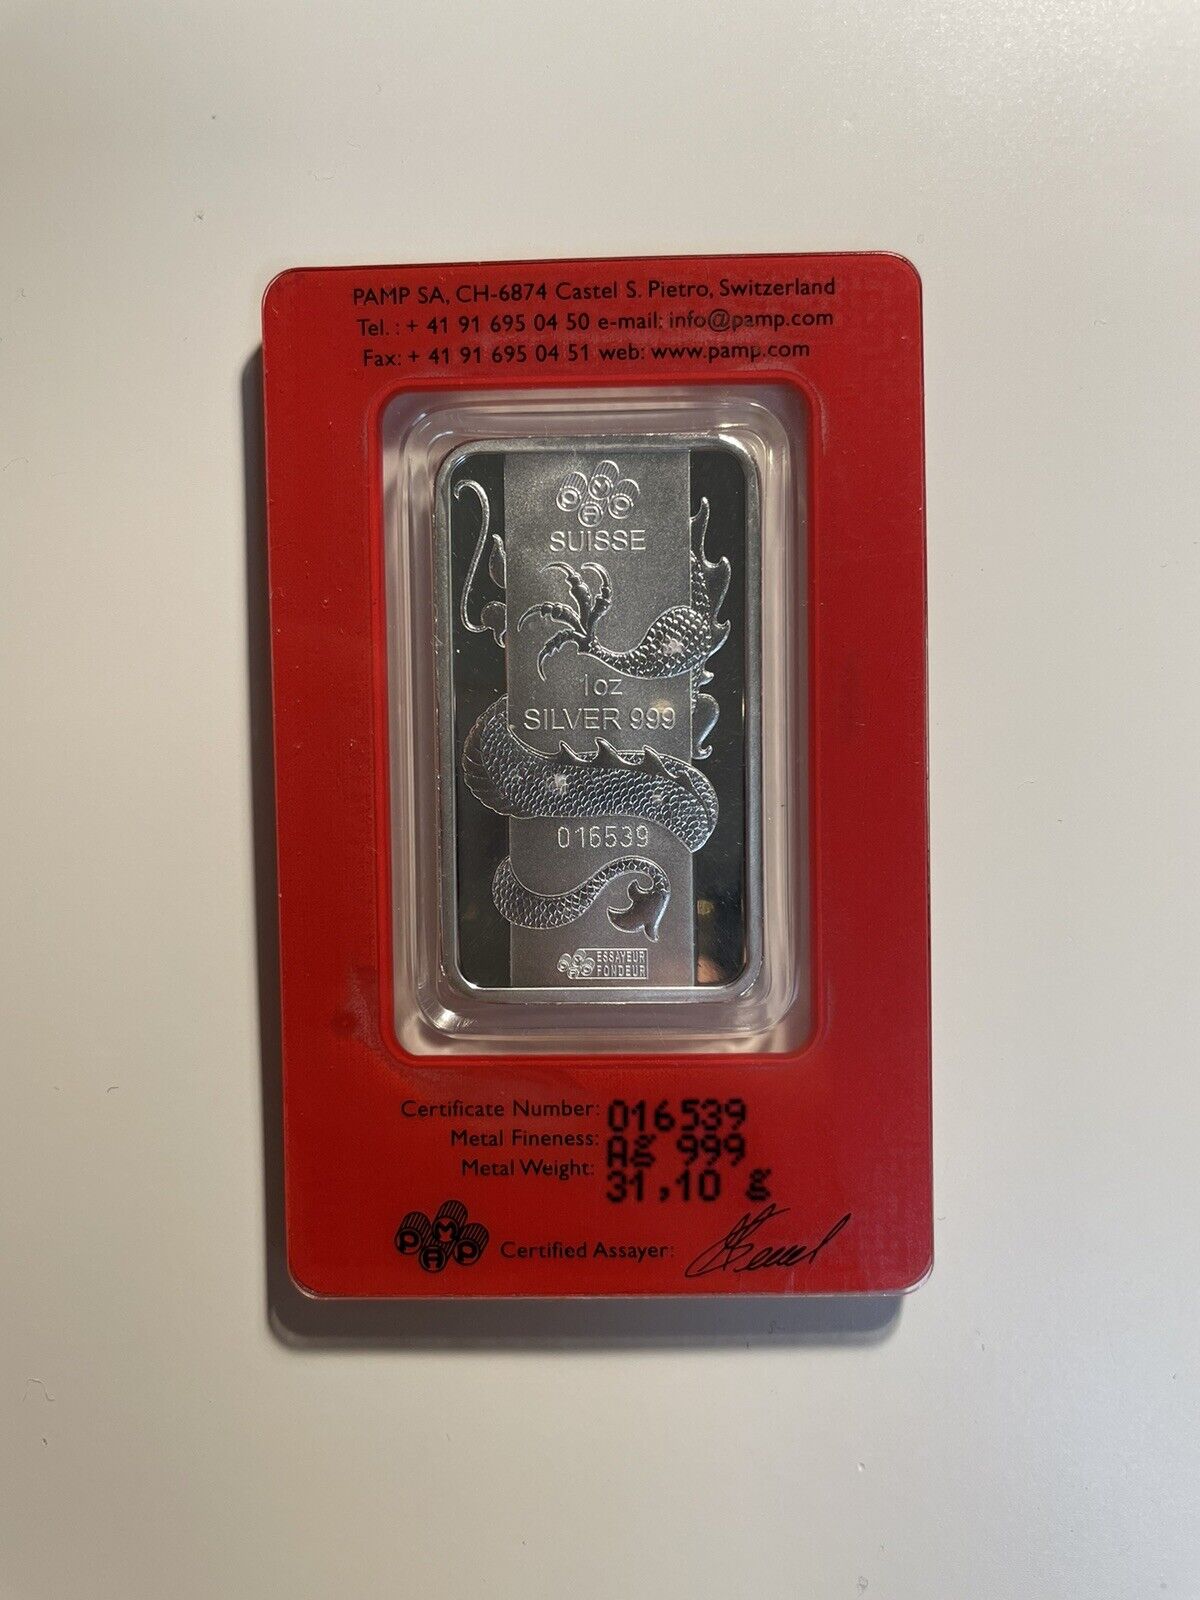 PAMP SA, CH-6874 Castel S. Pietro, Switzerland
Tel. : + 41 91 695 04 50 e-mail: info@pamp.com
Fax: + 41 91 695 04 51 web: www.pamp.com
PAMP
SUISSE
1oz
SILVER 999
016539
PAMP ESSAYEUR
FONDEUR
Certificate Number: 016539
Metal Fineness: Ag 999
Metal Weight: 31,10 g
PAMP Certified Assayer: